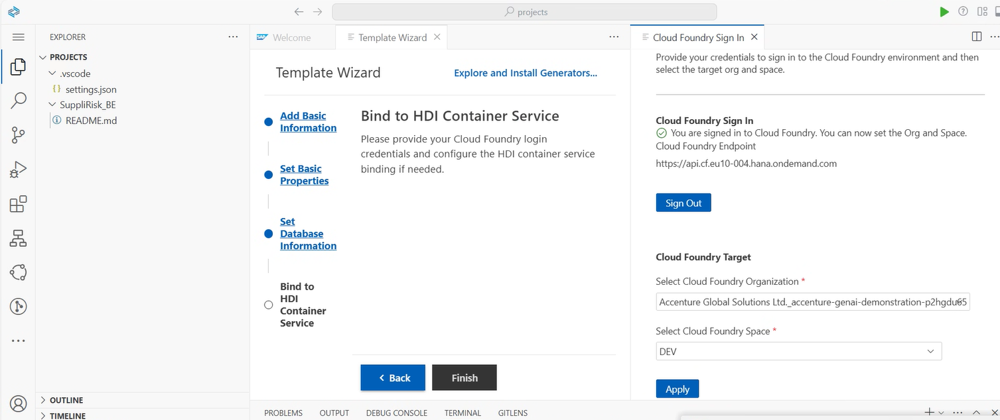 projects
EXPLORER
PROJECTS
.vscode
{} settings.json
SuppliRisk_BE
README.md
OUTLINE
TIMELINE
SAP Welcome
Template Wizard
Template Wizard
Explore and Install Generators...
Add Basic
Information
Set Basic
Properties
Set
Database
Information
Bind to
HDI
Container
Service
Bind to HDI Container Service
Please provide your Cloud Foundry login
credentials and configure the HDI container service
binding if needed.
Back
Finish
Cloud Foundry Sign In
Provide your credentials to sign in to the Cloud Foundry environment and then
select the target org and space.
Cloud Foundry Sign In
You are signed in to Cloud Foundry. You can now set the Org and Space.
Cloud Foundry Endpoint
https://api.cf.eu10-004.hana.ondemand.com
Sign Out
Cloud Foundry Target
Select Cloud Foundry Organization *
Accenture Global Solutions Ltd._accenture-genai-demonstration-p2hgdu65
Select Cloud Foundry Space *
DEV
Apply
PROBLEMS
OUTPUT
DEBUG CONSOLE
TERMINAL
GITLENS